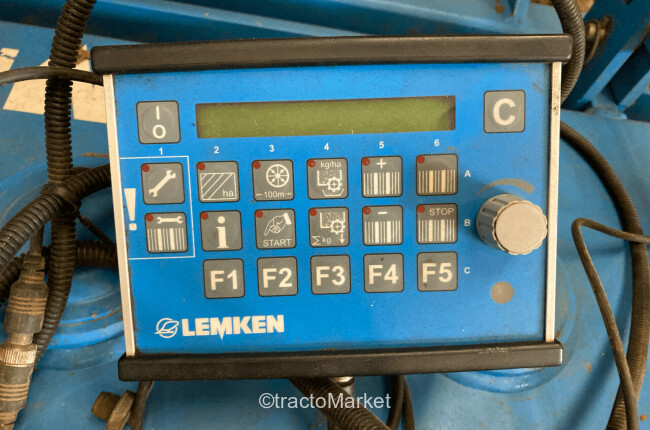 I
O
C
1 2 3 4 5 6
ha
100m
kg/ha
+
A
!
i
START
Σkg
-
STOP
B
F1 F2 F3 F4 F5
C
LEMKEN
©tractoMarket